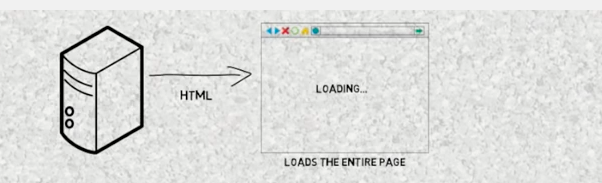 HTML
LOADING...
LOADS THE ENTIRE PAGE